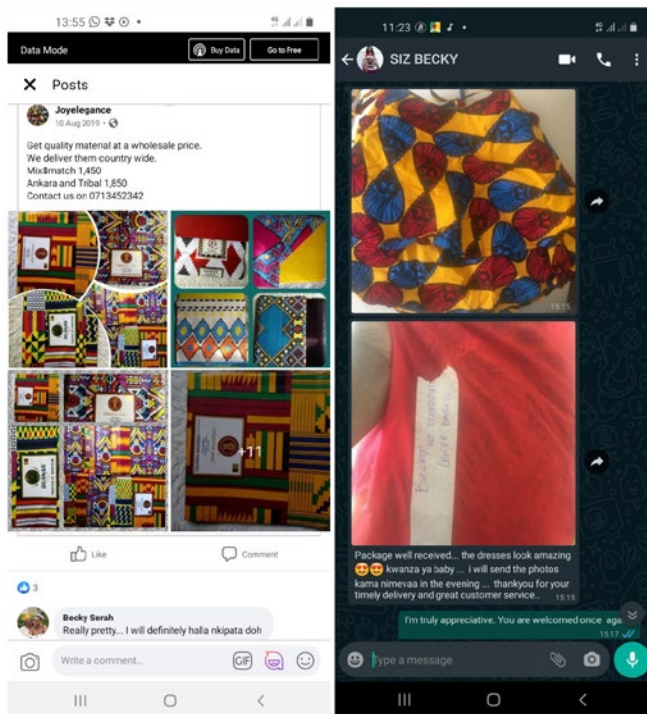 13:55
Data Mode
Buy Data
Go to Free
Posts
Joyelegance
10 Aug 2019
Get quality material at a wholesale price.
We deliver them country wide.
Mix$match 1,450
Ankara and Tribal 1,850
Contact us on 0713452342
+11
Like
Comment
3
Becky Serah
Really pretty... I will definitely halla nkipata doh
Write a comment...
GIF
11:23
SIZ BECKY
15:15
Package well received... the dresses look amazing
😍😍 kwanza ya baby ... i will send the photos
kama nimevaa in the evening ... thankyou for your
timely delivery and great customer service..
15:15
I'm truly appreciative. You are welcomed once
15:17
Type a message